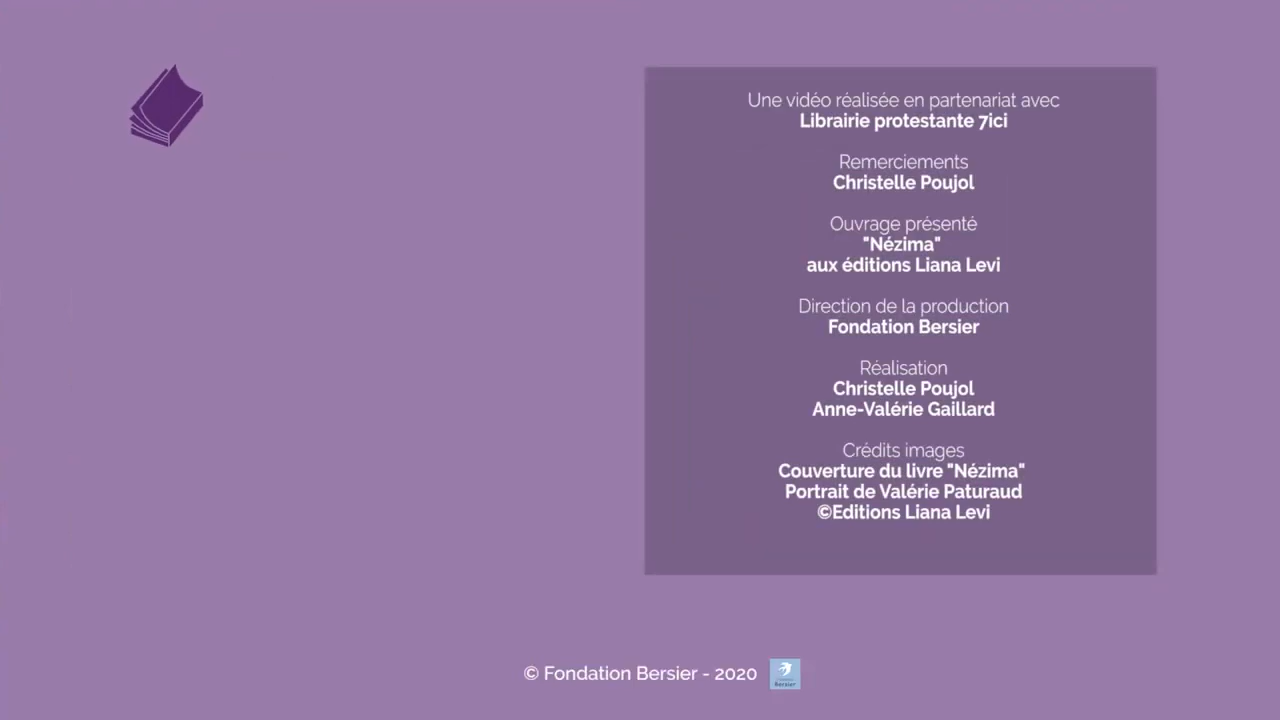 Une vidéo réalisée en partenariat avec
Librairie protestante 7ici
Remerciements
Christelle Poujol
Ouvrage présenté
"Nézima"
aux éditions Liana Levi
Direction de la production
Fondation Bersier
Réalisation
Christelle Poujol
Anne-Valérie Gaillard
Crédits images
Couverture du livre "Nézima"
Portrait de Valérie Paturaud
©Editions Liana Levi
© Fondation Bersier - 2020
Bersier